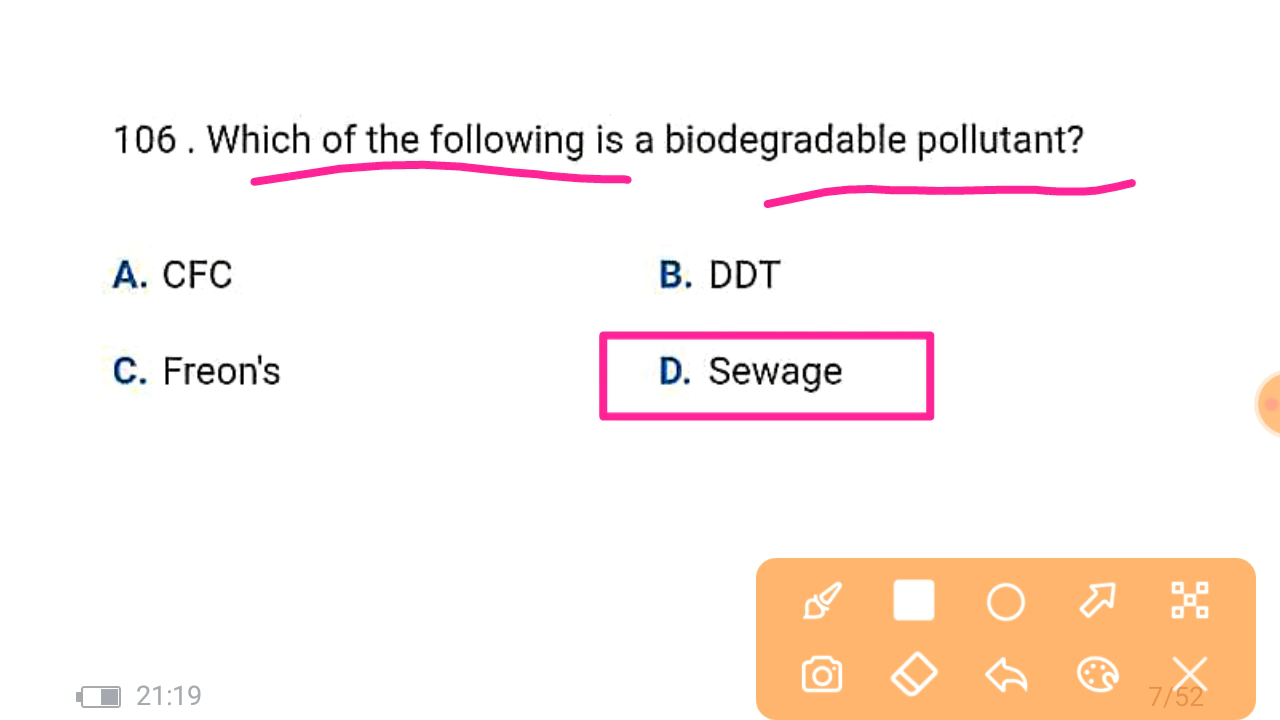 106 . Which of the following is a biodegradable pollutant?
A. CFC
B. DDT
C. Freon's
D. Sewage
21:19
7/52